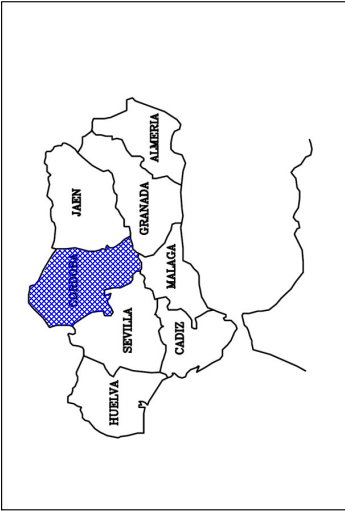 ALMERIA
JAEN
GRANADA
CORDOBA
MALAGA
SEVILLA
CADIZ
HUELVA